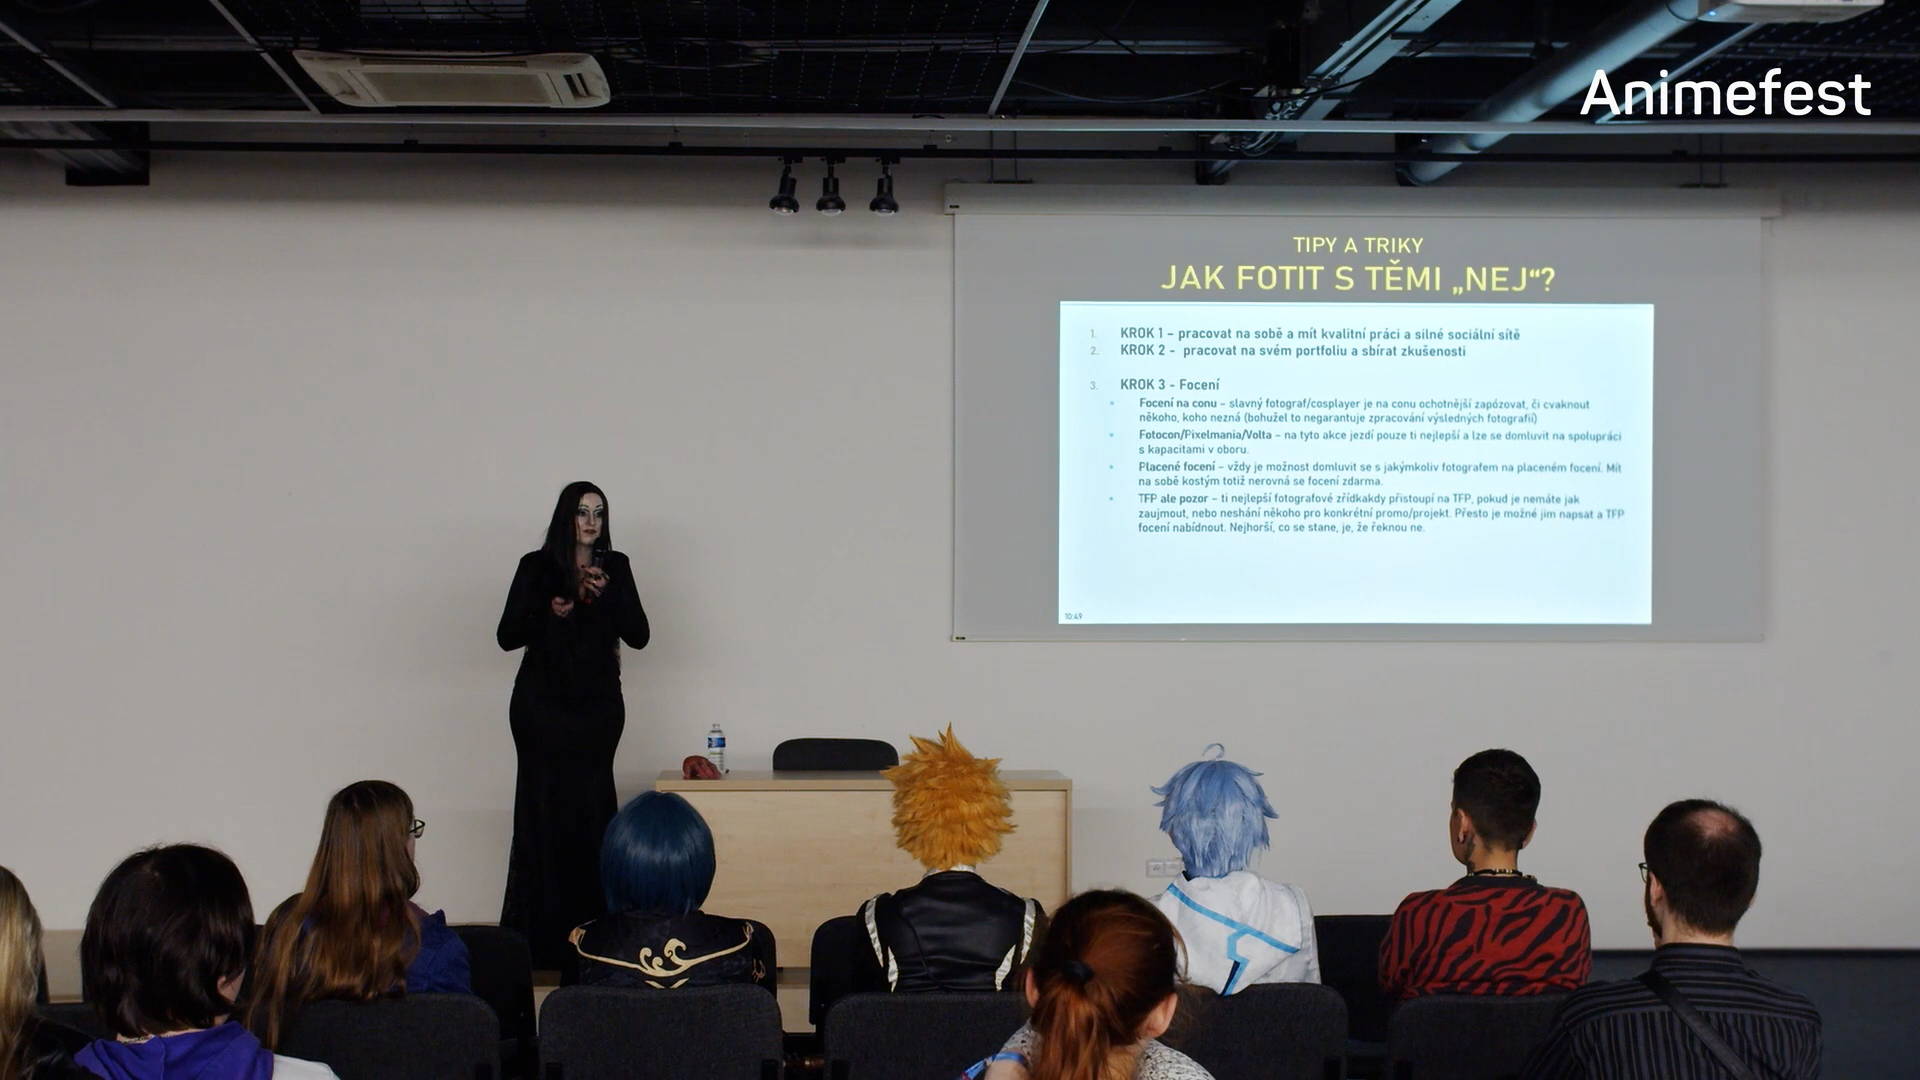 Animefest
TIPY A TRIKY
JAK FOTIT S TĚMI „NEJ“?
1. KROK 1 – pracovat na sobě a mít kvalitní práci a silné sociální sítě
2. KROK 2 - pracovat na svém portfoliu a sbírat zkušenosti
3. KROK 3 - Focení
• Focení na conu – slavný fotograf/cosplayer je na conu ochotnější zapózovat, či cvaknout
někoho, koho nezná (bohužel to negarantuje zpracování výsledných fotografií)
• Fotocon/Pixelmania/Volta – na tyto akce jezdí pouze ti nejlepší a lze se domluvit na spolupráci
s kapacitami v oboru.
• Placené focení – vždy je možnost domluvit se s jakýmkoliv fotografem na placeném focení. Mít
na sobě kostým totiž nerovná se focení zdarma.
• TFP ale pozor – ti nejlepší fotografové zřídkakdy přistoupí na TFP, pokud je nemáte jak
zaujmout, nebo neshání někoho pro konkrétní promo/projekt. Přesto je možné jim napsat a TFP
focení nabídnout. Nejhorší, co se stane, je, že řeknou ne.
10:49